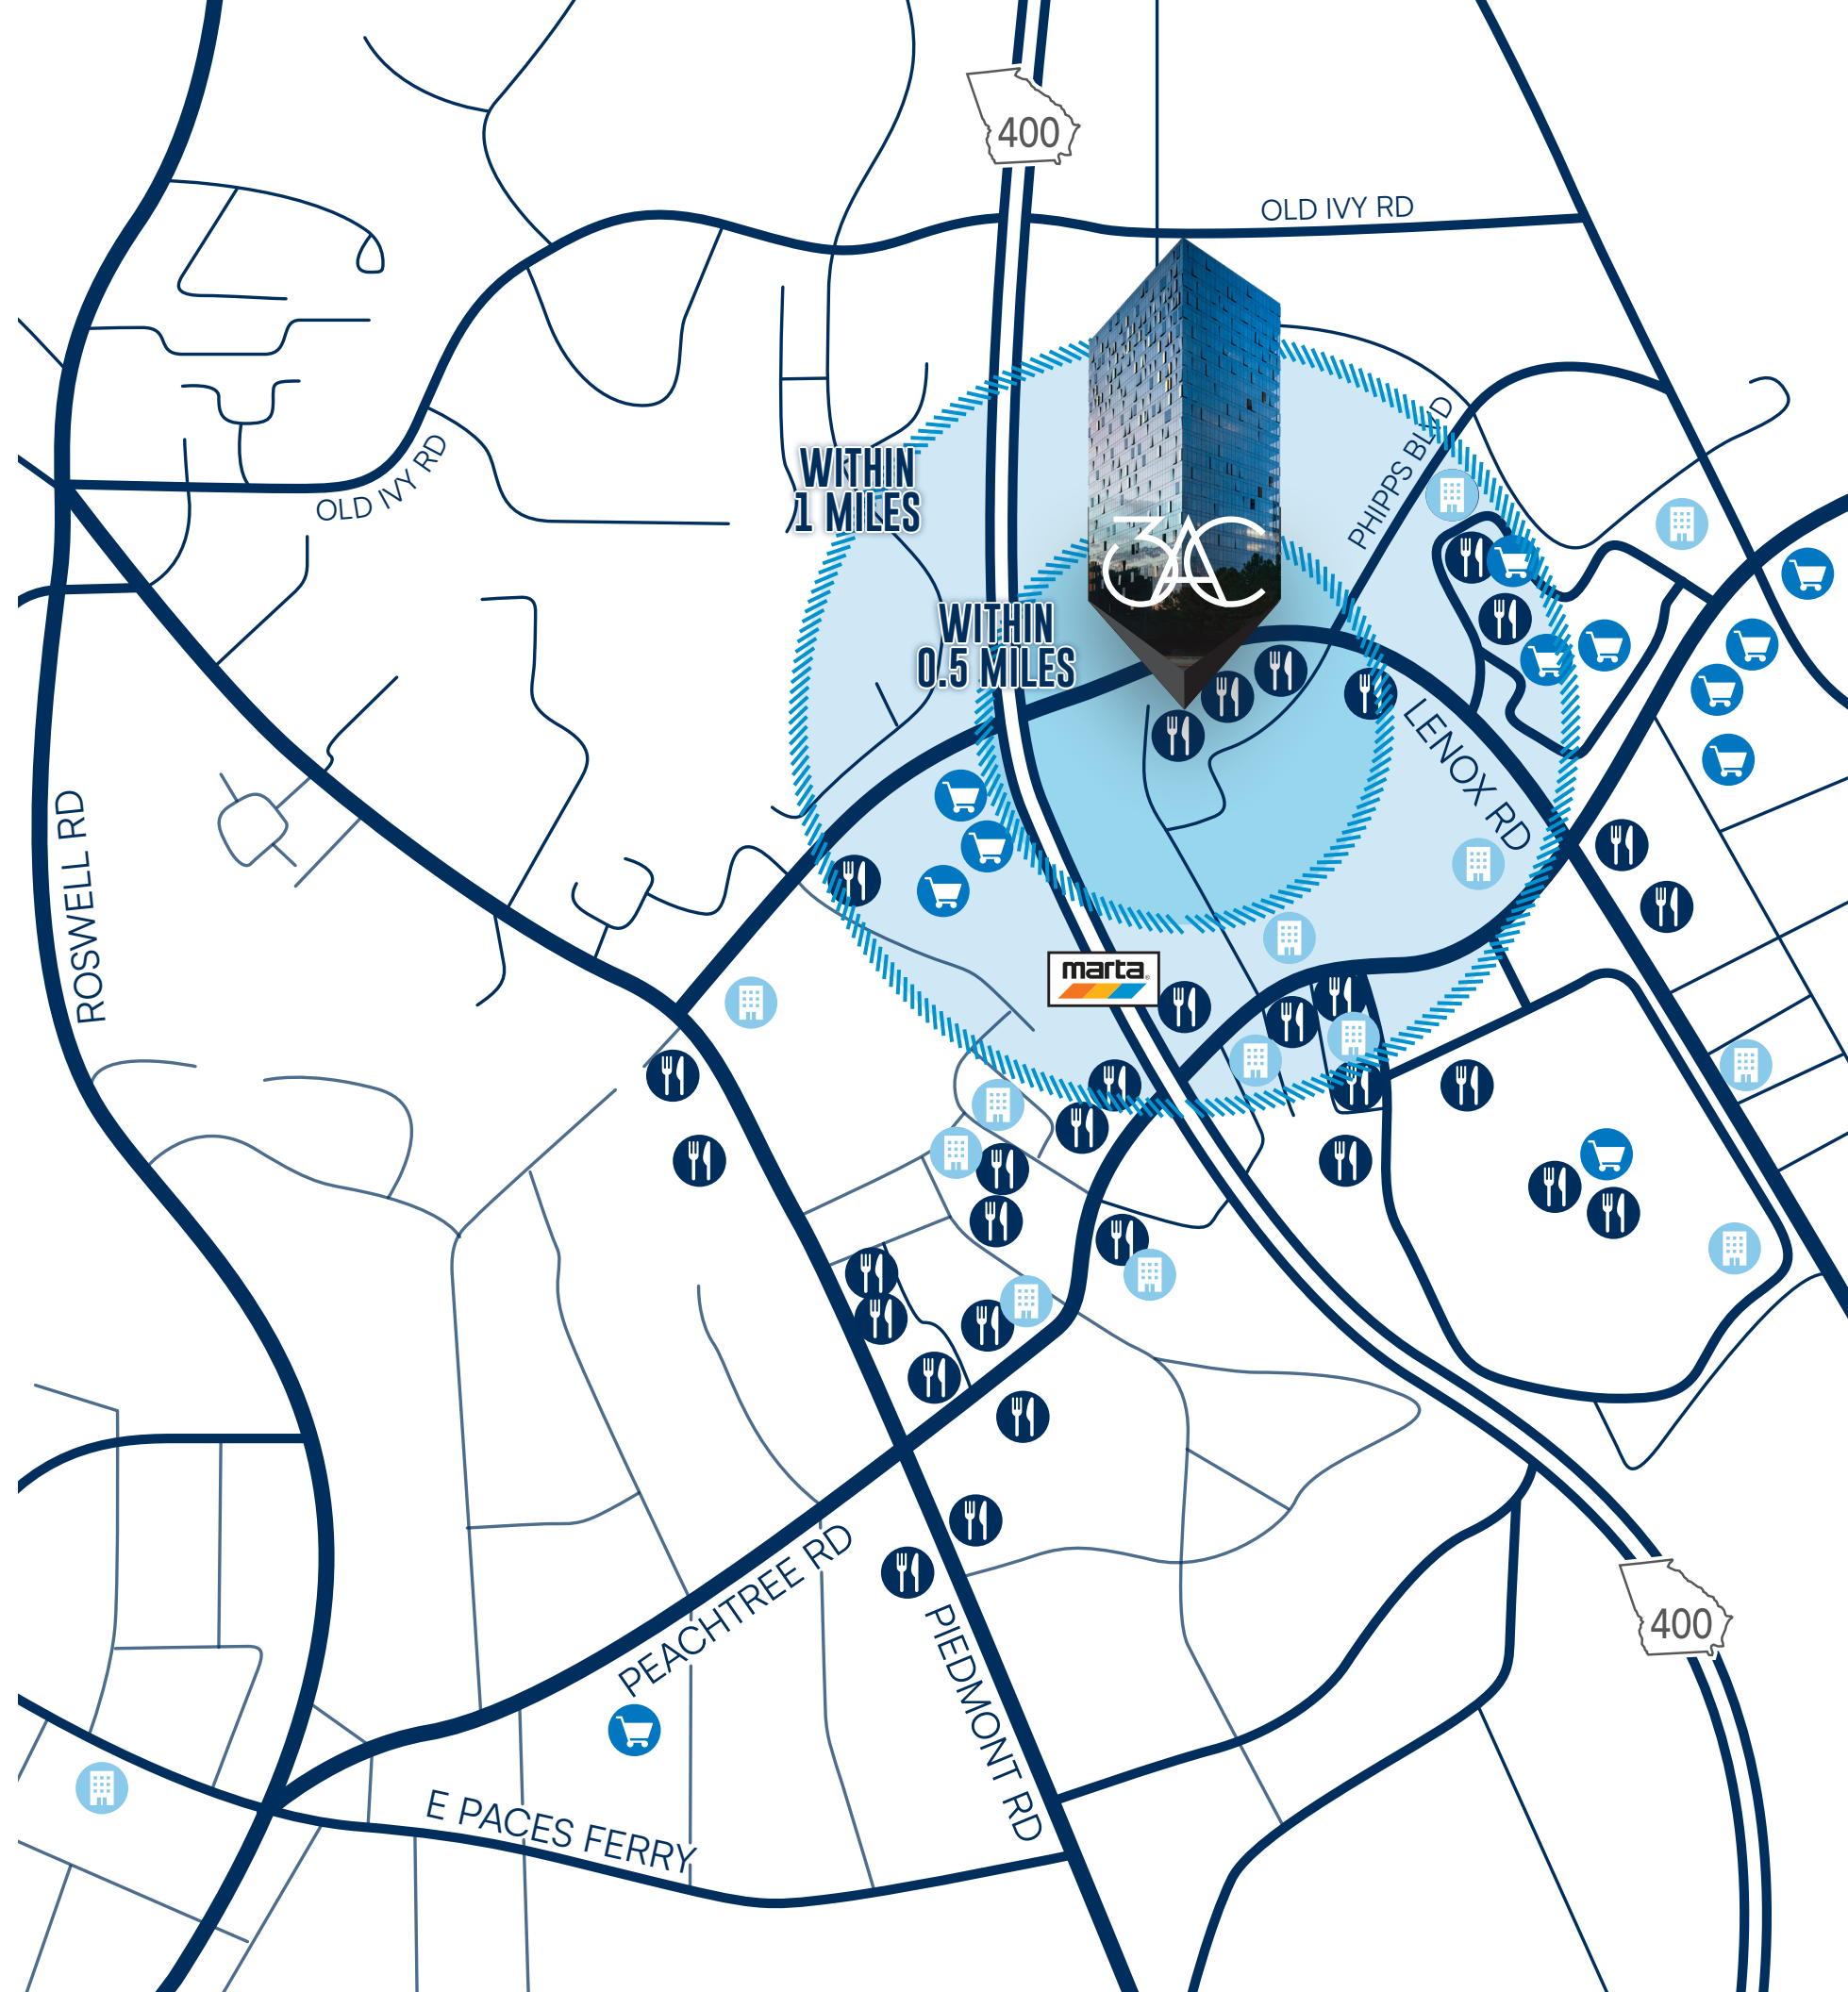 400
OLD IVY RD
PHIPPS BLVD
OLD IVY RD
WITHIN
1 MILES
3AC
WITHIN
0.5 MILES
LENOX RD
ROSWELL RD
marta
PEACHTREE RD
PIEDMONT RD
400
E PACES FERRY